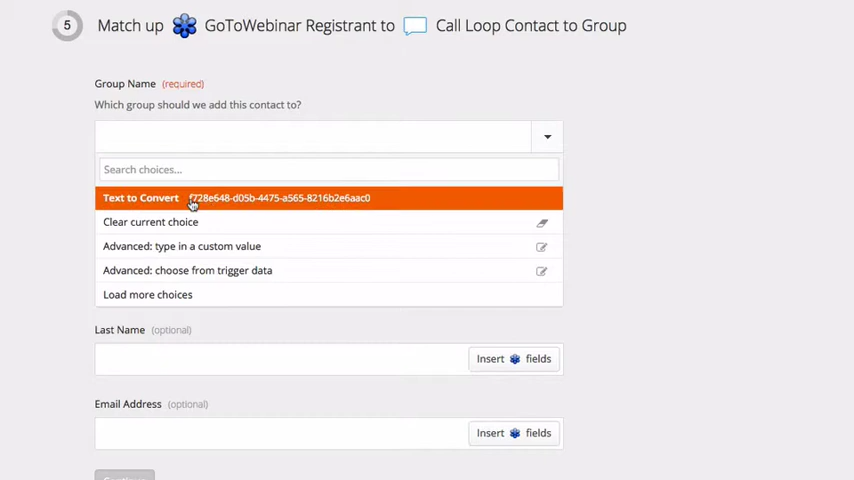 5 Match up GoToWebinar Registrant to Call Loop Contact to Group
Group Name (required)
Which group should we add this contact to?
Search choices...
Text to Convert f728e648-d05b-4475-a565-8216b2e6aac0
Clear current choice
Advanced: type in a custom value
Advanced: choose from trigger data
Load more choices
Last Name (optional)
Insert fields
Email Address (optional)
Insert fields
Continue